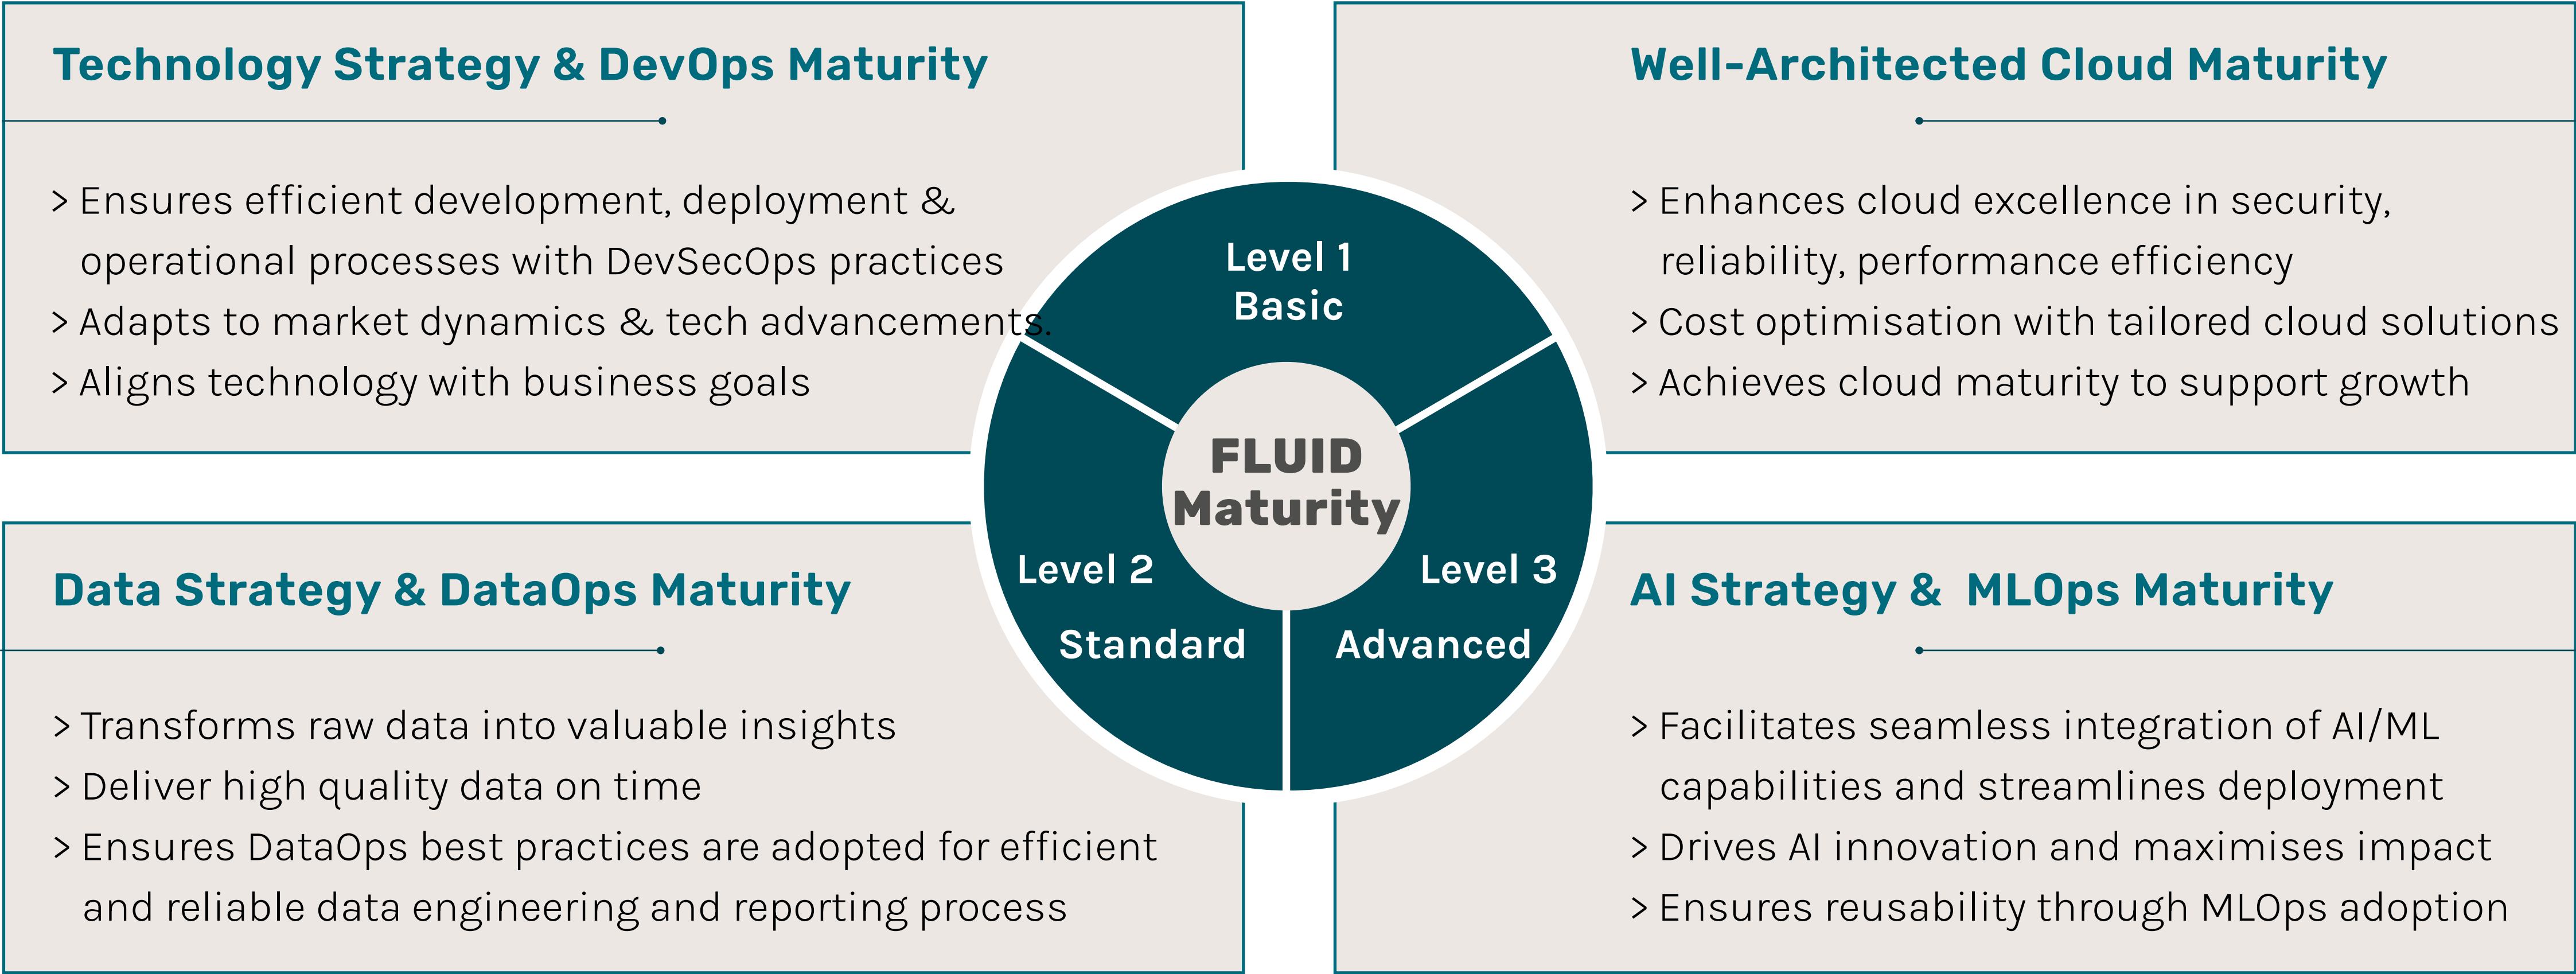 Technology Strategy & DevOps Maturity
> Ensures efficient development, deployment &
operational processes with DevSecOps practices
> Adapts to market dynamics & tech advancements.
> Aligns technology with business goals
Well-Architected Cloud Maturity
> Enhances cloud excellence in security,
reliability, performance efficiency
> Cost optimisation with tailored cloud solutions
> Achieves cloud maturity to support growth
Level 1
Basic
FLUID
Maturity
Level 2
Standard
Level 3
Advanced
Data Strategy & DataOps Maturity
> Transforms raw data into valuable insights
> Deliver high quality data on time
> Ensures DataOps best practices are adopted for efficient
and reliable data engineering and reporting process
AI Strategy & MLOps Maturity
> Facilitates seamless integration of AI/ML
capabilities and streamlines deployment
> Drives AI innovation and maximises impact
> Ensures reusability through MLOps adoption